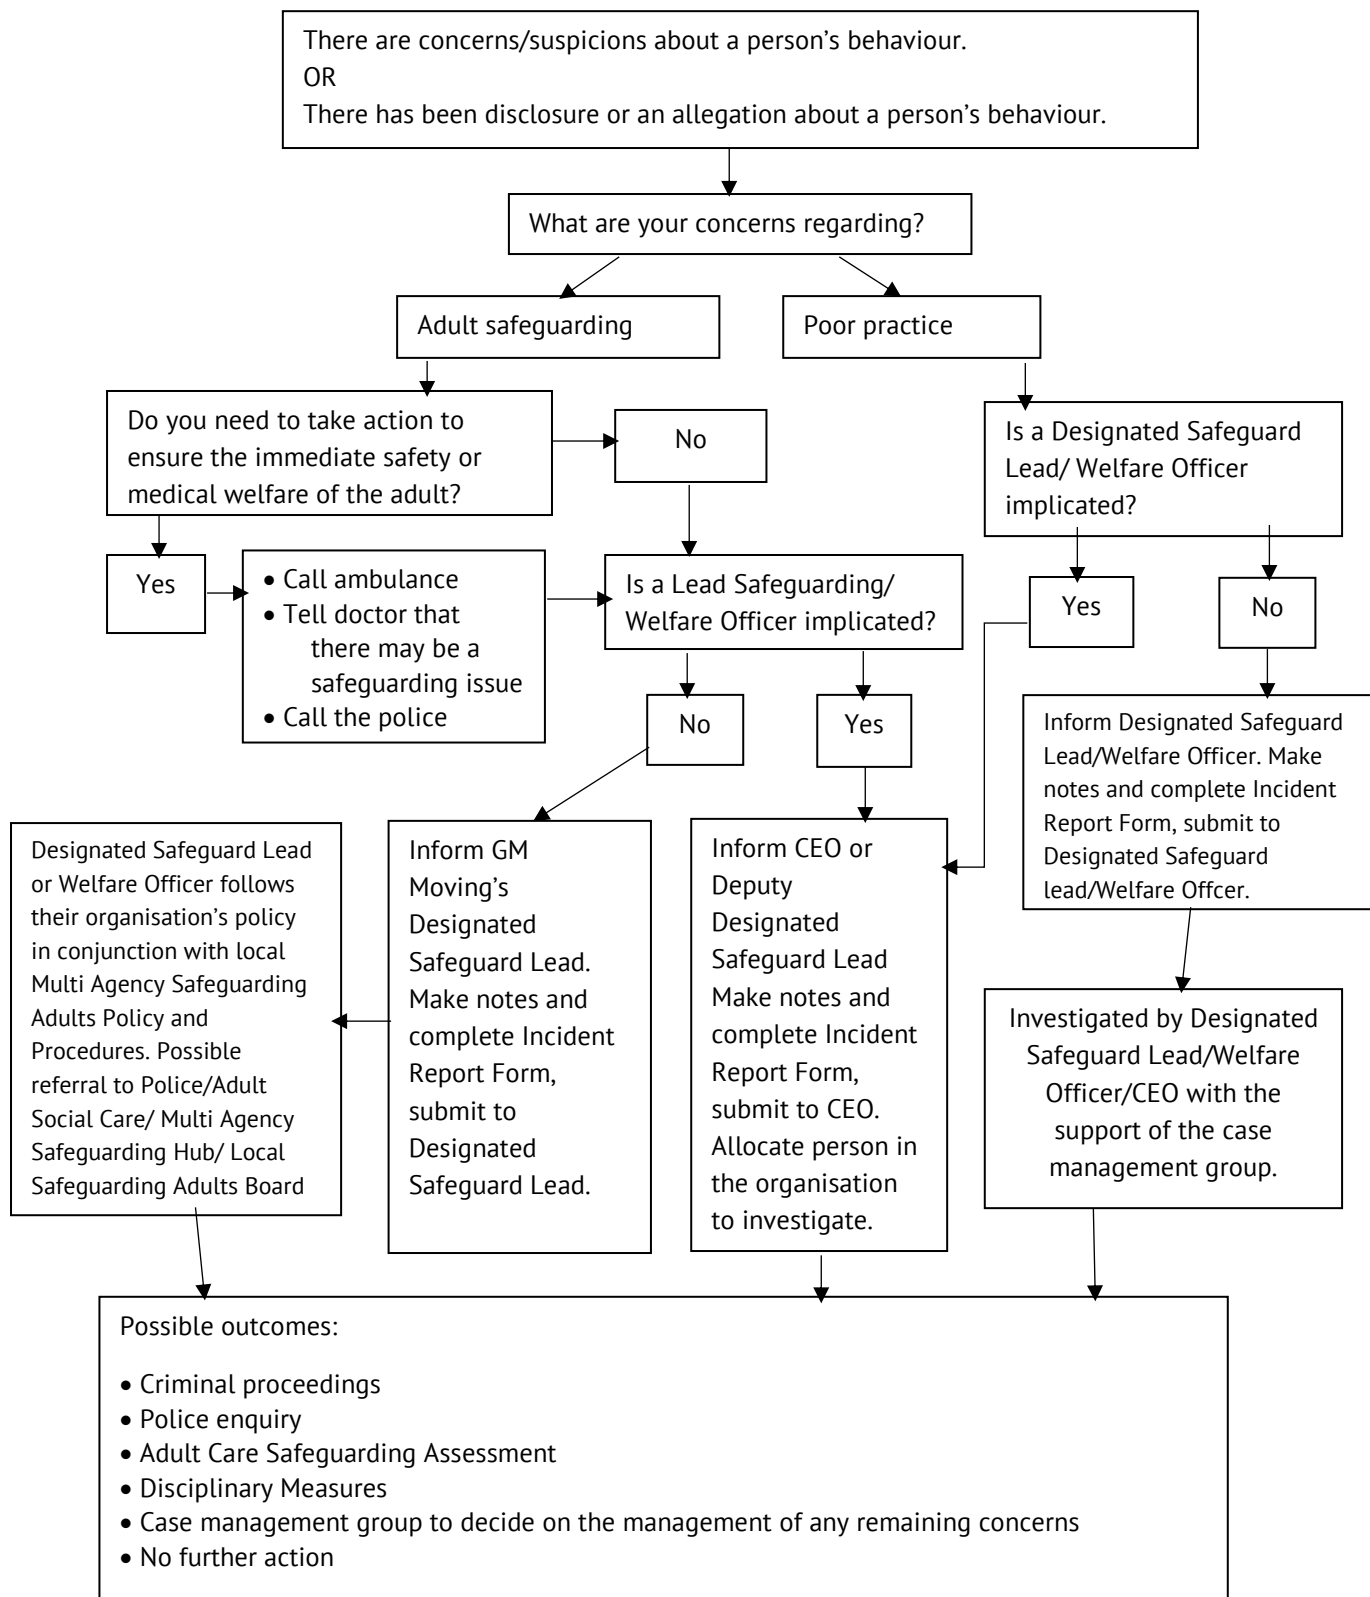 There are concerns/suspicions about a person’s behaviour.
OR
There has been disclosure or an allegation about a person’s behaviour.
What are your concerns regarding?
Adult safeguarding
Poor practice
Do you need to take action to
ensure the immediate safety or
medical welfare of the adult?
No
Is a Designated Safeguard
Lead/ Welfare Officer
implicated?
Yes
• Call ambulance
• Tell doctor that
there may be a
safeguarding issue
• Call the police
Is a Lead Safeguarding/
Welfare Officer implicated?
Yes
No
No
Yes
Inform Designated Safeguard
Lead/Welfare Officer. Make
notes and complete Incident
Report Form, submit to
Designated Safeguard
lead/Welfare Offcer.
Designated Safeguard Lead
or Welfare Officer follows
their organisation’s policy
in conjunction with local
Multi Agency Safeguarding
Adults Policy and
Procedures. Possible
referral to Police/Adult
Social Care/ Multi Agency
Safeguarding Hub/ Local
Safeguarding Adults Board
Inform GM
Moving’s
Designated
Safeguard Lead.
Make notes and
complete Incident
Report Form,
submit to
Designated
Safeguard Lead.
Inform CEO or
Deputy
Designated
Safeguard Lead
Make notes and
complete Incident
Report Form,
submit to CEO.
Allocate person in
the organisation
to investigate.
Investigated by Designated
Safeguard Lead/Welfare
Officer/CEO with the
support of the case
management group.
Possible outcomes:
• Criminal proceedings
• Police enquiry
• Adult Care Safeguarding Assessment
• Disciplinary Measures
• Case management group to decide on the management of any remaining concerns
• No further action